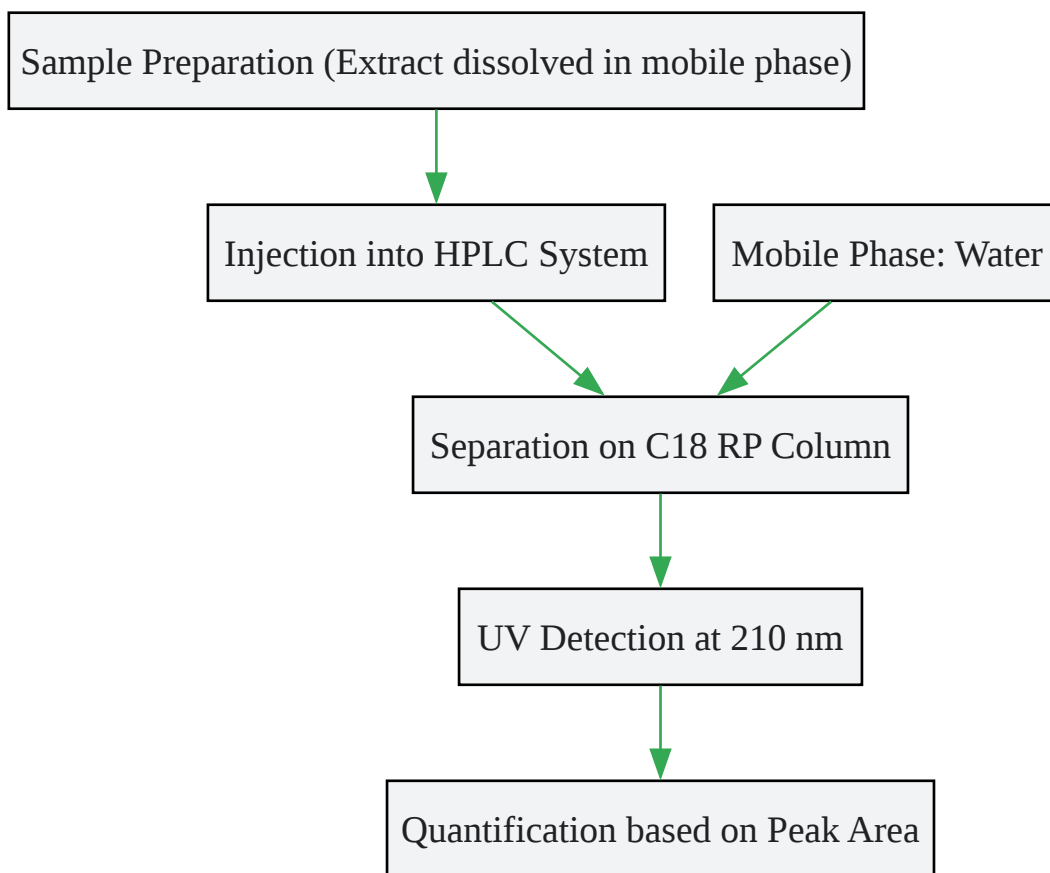 Sample Preparation (Extract dissolved in mobile phase)
Injection into HPLC System
Mobile Phase: Water
Separation on C18 RP Column
UV Detection at 210 nm
Quantification based on Peak Area